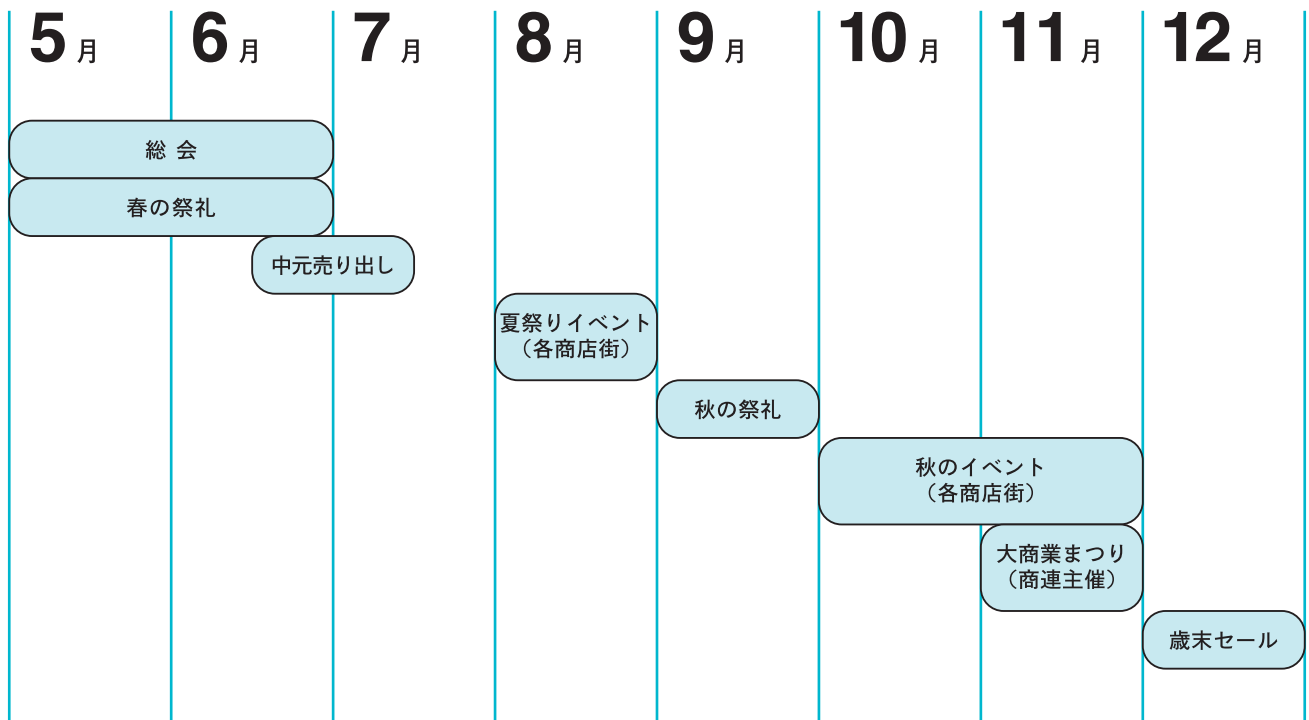 5月 6月 7月 8月 9月 10月 11月 12月
総会
春の祭礼
中元売り出し
夏祭りイベント
（各商店街）
秋の祭礼
秋のイベント
（各商店街）
大商業まつり
（商連主催）
歳末セール